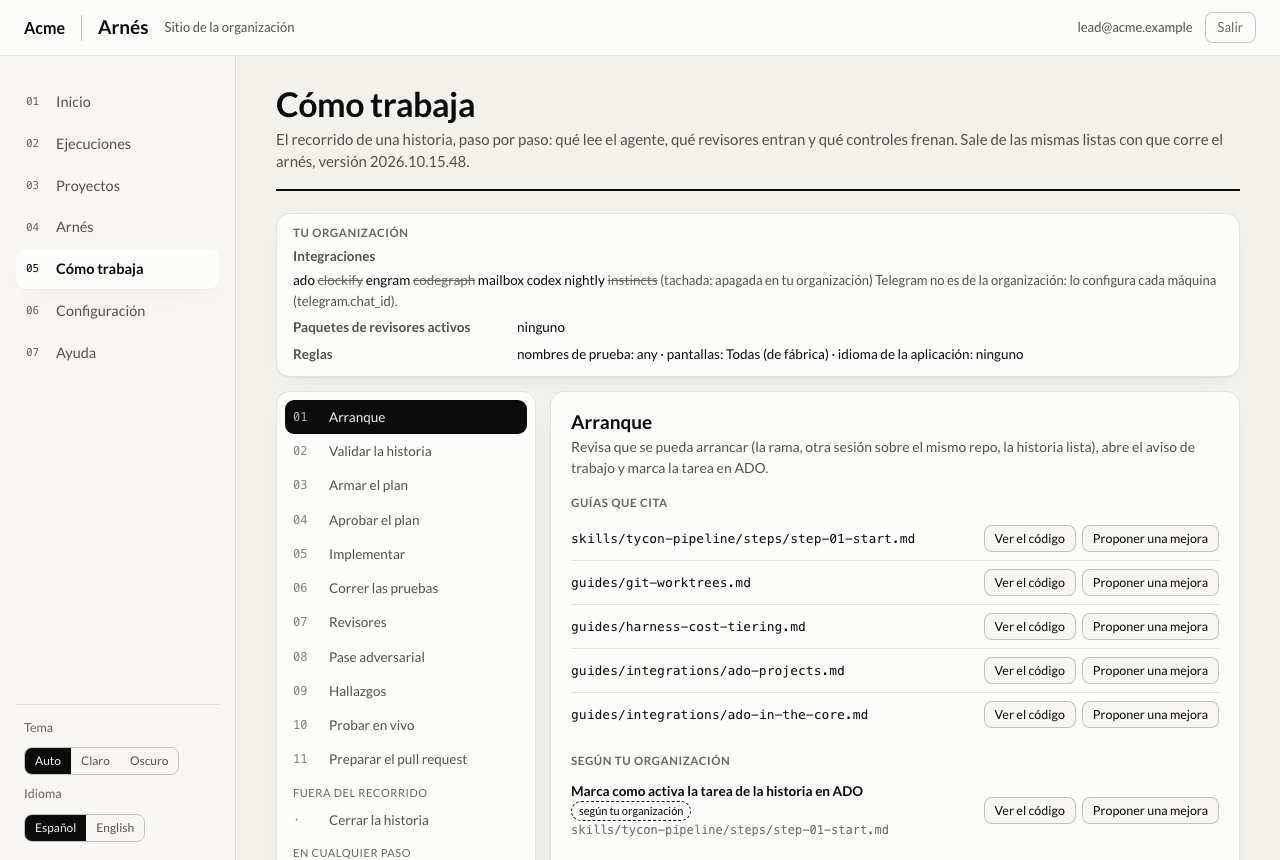 Acme
Arnés
Sitio de la organización
lead@acme.example
Salir
01 Inicio
02 Ejecuciones
03 Proyectos
04 Arnés
05 Cómo trabaja
06 Configuración
07 Ayuda
Tema
Auto Claro Oscuro
Idioma
Español English
Cómo trabaja
El recorrido de una historia, paso por paso: qué lee el agente, qué revisores entran y qué controles frenan. Sale de las mismas listas con que corre el
arnés, versión 2026.10.15.48.
TU ORGANIZACIÓN
Integraciones
ado clockify engram codegraph mailbox codex nightly instincts (tachada: apagada en tu organización) Telegram no es de la organización: lo configura cada máquina
(telegram.chat_id).
Paquetes de revisores activos ninguno
Reglas nombres de prueba: any · pantallas: Todas (de fábrica) · idioma de la aplicación: ninguno
01 Arranque
02 Validar la historia
03 Armar el plan
04 Aprobar el plan
05 Implementar
06 Correr las pruebas
07 Revisores
08 Pase adversarial
09 Hallazgos
10 Probar en vivo
11 Preparar el pull request
FUERA DEL RECORRIDO
· Cerrar la historia
EN CUALQUIER PASO
Arranque
Revisa que se pueda arrancar (la rama, otra sesión sobre el mismo repo, la historia lista), abre el aviso de
trabajo y marca la tarea en ADO.
GUÍAS QUE CITA
skills/tycon-pipeline/steps/step-01-start.md Ver el código Proponer una mejora
guides/git-worktrees.md Ver el código Proponer una mejora
guides/harness-cost-tiering.md Ver el código Proponer una mejora
guides/integrations/ado-projects.md Ver el código Proponer una mejora
guides/integrations/ado-in-the-core.md Ver el código Proponer una mejora
SEGÚN TU ORGANIZACIÓN
Marca como activa la tarea de la historia en ADO
según tu organización
skills/tycon-pipeline/steps/step-01-start.md
Ver el código Proponer una mejora